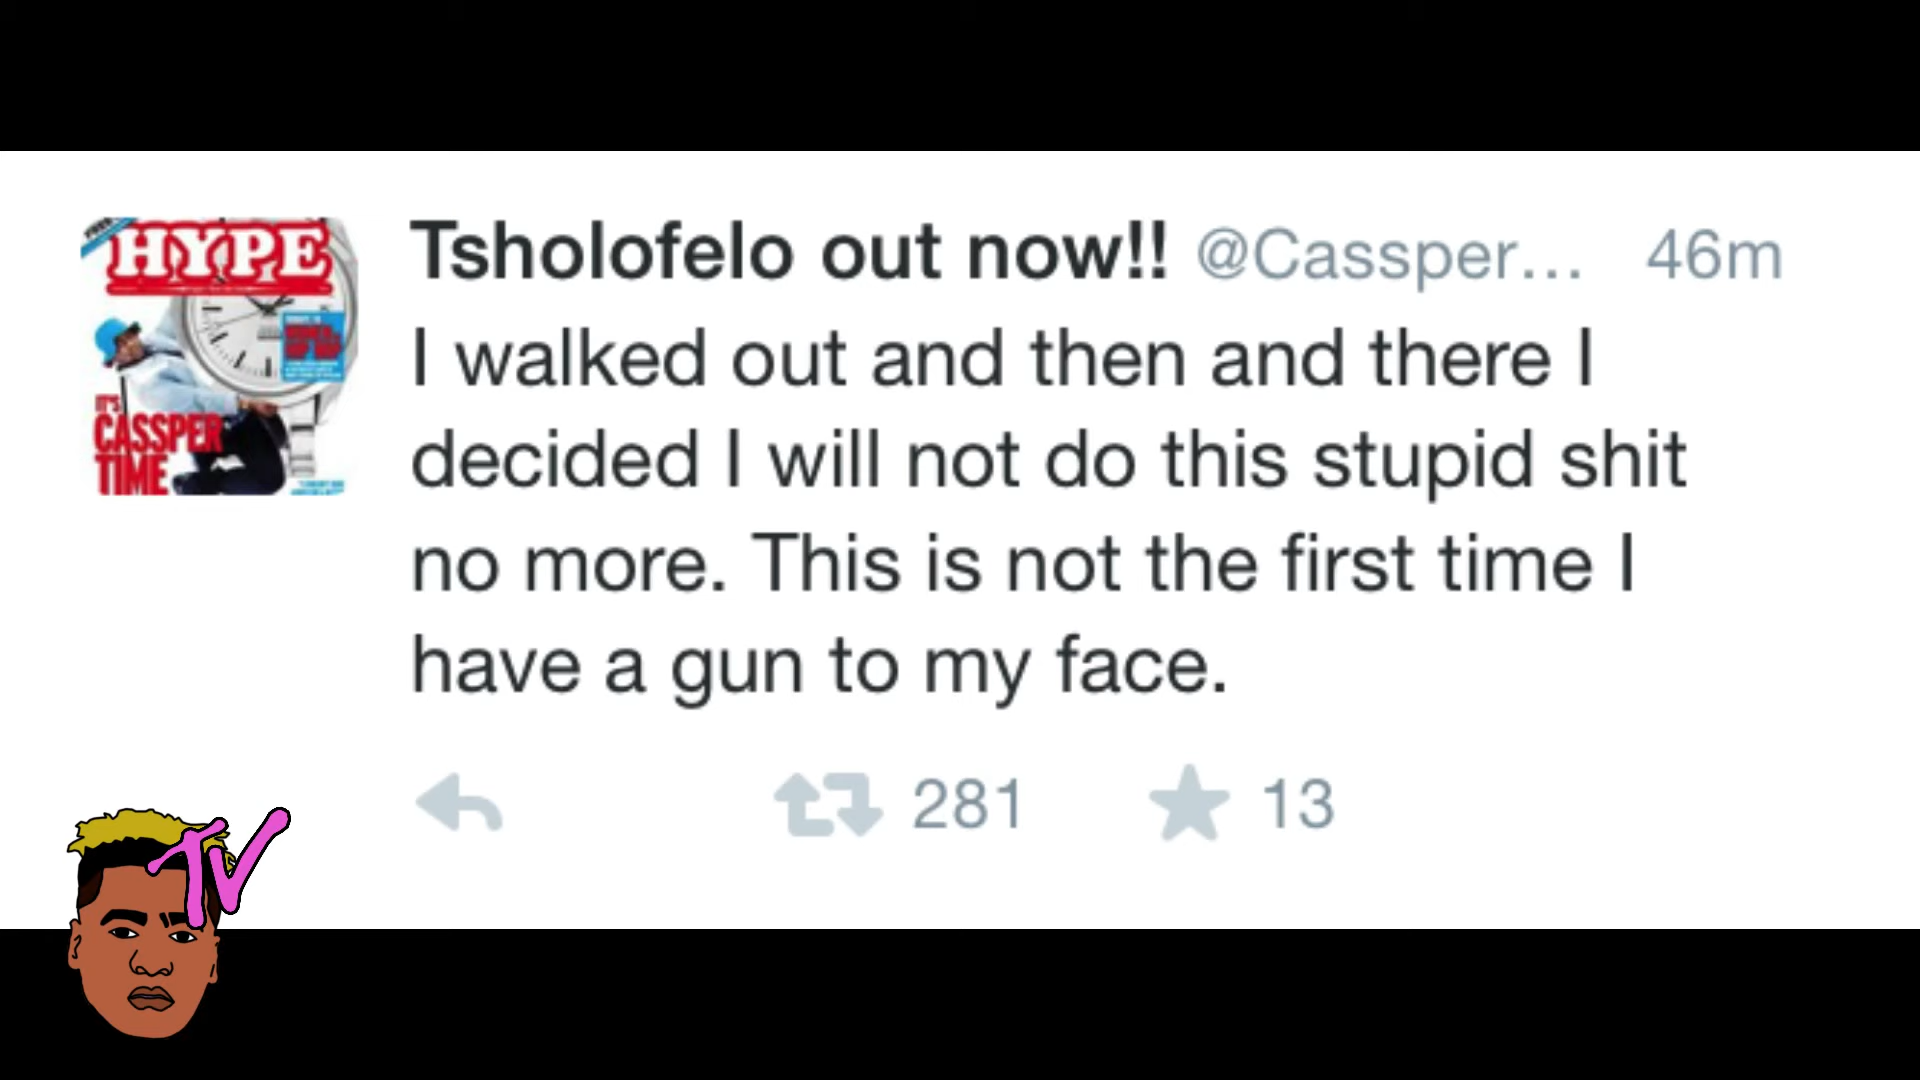 HYPE
IT'S
CASSPER
TIME
Tsholofelo out now!! @Cassper... 46m
I walked out and then and there I
decided I will not do this stupid shit
no more. This is not the first time I
have a gun to my face.
281 13
TV